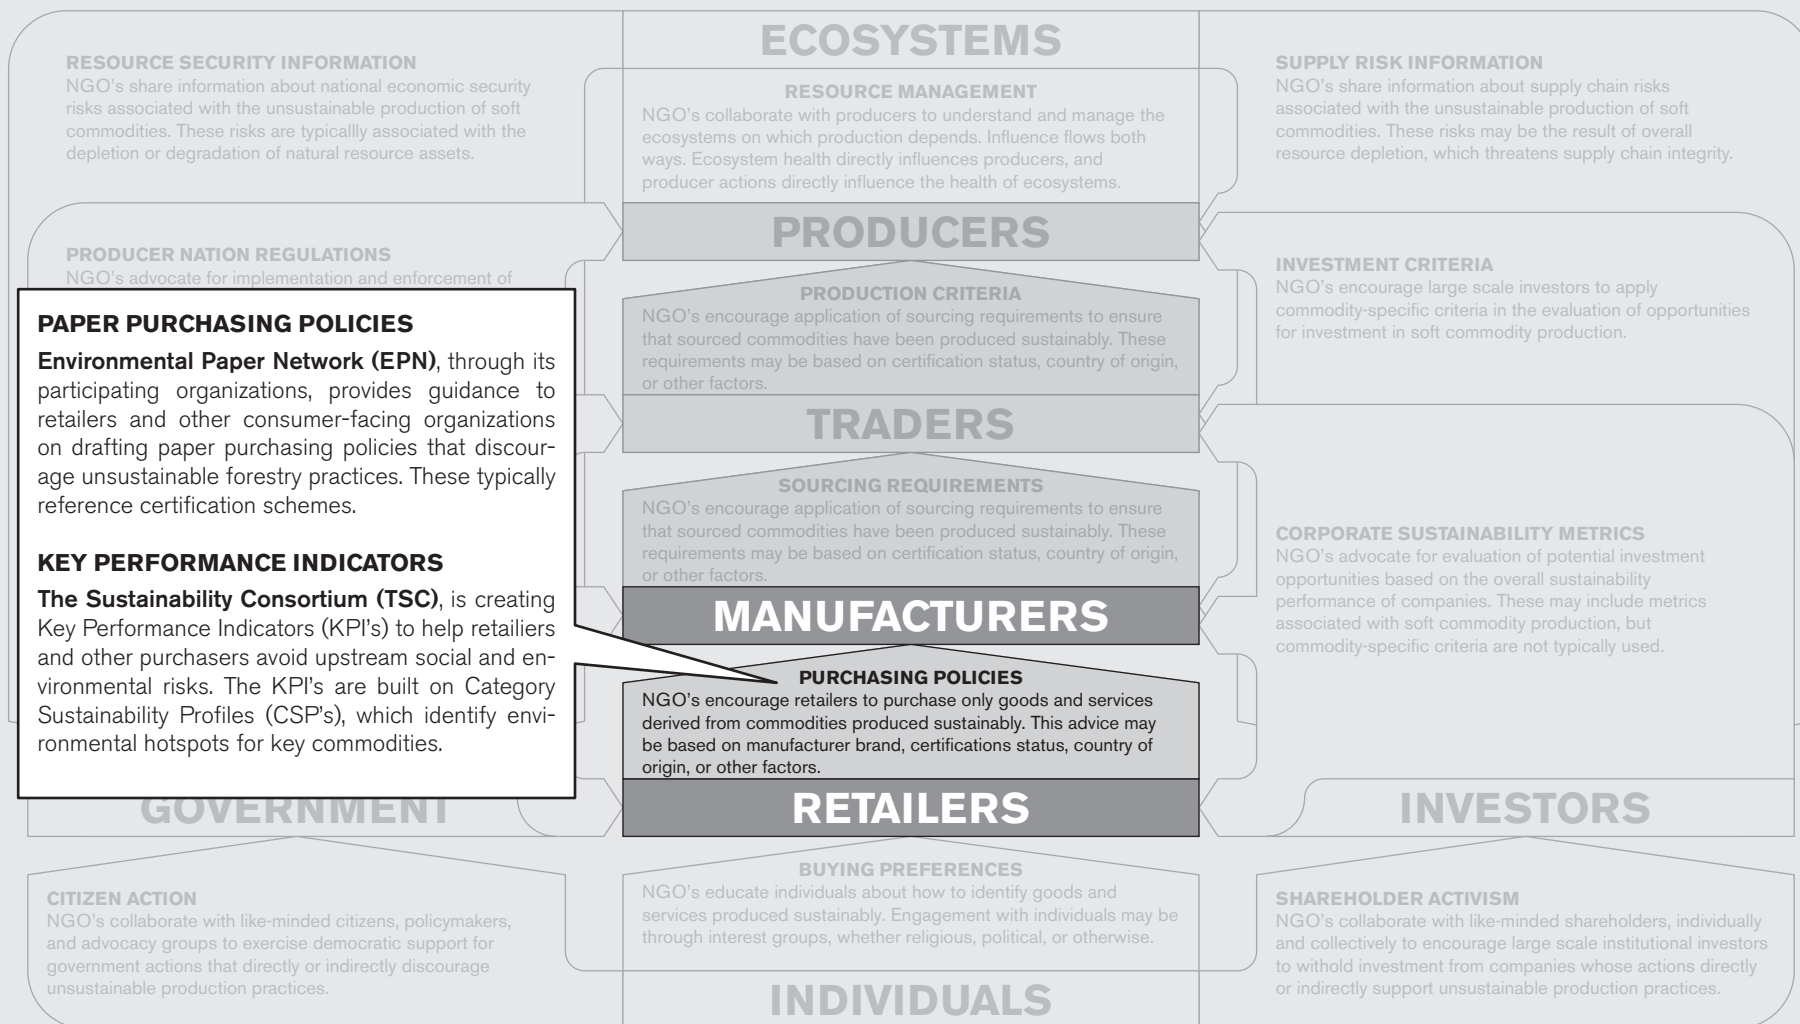 ECOSYSTEMS
RESOURCE SECURITY INFORMATION
NGO's share information about national economic security
risks associated with the unsustainable production of soft
commodities. These risks are typicallly associated with the
depletion or degradation of natural resource assets.
RESOURCE MANAGEMENT
NGO's collaborate with producers to understand and manage the
ecosystems on which production depends. Influence flows both
ways. Ecosystem health directly influences producers, and
producer actions directly influence the health of ecosystems.
SUPPLY RISK INFORMATION
NGO's share information about supply chain risks
associated with the unsustainable production of soft
commodities. These risks may be the result of overall
resource depletion, which threatens supply chain integrity.
PRODUCERS
PRODUCER NATION REGULATIONS
NGO's advocate for implementation and enforcement of
PRODUCTION CRITERIA
NGO's encourage application of sourcing requirements to ensure
that sourced commodities have been produced sustainably. These
requirements may be based on certification status, country of origin,
or other factors.
INVESTMENT CRITERIA
NGO's encourage large scale investors to apply
commodity-specific criteria in the evaluation of opportunities
for investment in soft commodity production.
PAPER PURCHASING POLICIES
Environmental Paper Network (EPN), through its
participating organizations, provides guidance to
retailers and other consumer-facing organizations
on drafting paper purchasing policies that discour-
age unsustainable forestry practices. These typically
reference certification schemes.
KEY PERFORMANCE INDICATORS
The Sustainability Consortium (TSC), is creating
Key Performance Indicators (KPI's) to help retailiers
and other purchasers avoid upstream social and en-
vironmental risks. The KPI's are built on Category
Sustainability Profiles (CSP's), which identify envi-
ronmental hotspots for key commodities.
TRADERS
SOURCING REQUIREMENTS
NGO's encourage application of sourcing requirements to ensure
that sourced commodities have been produced sustainably. These
requirements may be based on certification status, country of origin,
or other factors.
CORPORATE SUSTAINABILITY METRICS
NGO's advocate for evaluation of potential investment
opportunities based on the overall sustainability
performance of companies. These may include metrics
associated with soft commodity production, but
commodity-specific criteria are not typically used.
MANUFACTURERS
PURCHASING POLICIES
NGO's encourage retailers to purchase only goods and services
derived from commodities produced sustainably. This advice may
be based on manufacturer brand, certifications status, country of
origin, or other factors.
GOVERNMENT
RETAILERS
INVESTORS
CITIZEN ACTION
NGO's collaborate with like-minded citizens, policymakers,
and advocacy groups to exercise democratic support for
government actions that directly or indirectly discourage
unsustainable production practices.
BUYING PREFERENCES
NGO's educate individuals about how to identify goods and
services produced sustainably. Engagement with individuals may be
through interest groups, whether religious, political, or otherwise.
SHAREHOLDER ACTIVISM
NGO's collaborate with like-minded shareholders, individually
and collectively to encourage large scale institutional investors
to withold investment from companies whose actions directly
or indirectly support unsustainable production practices.
INDIVIDUALS